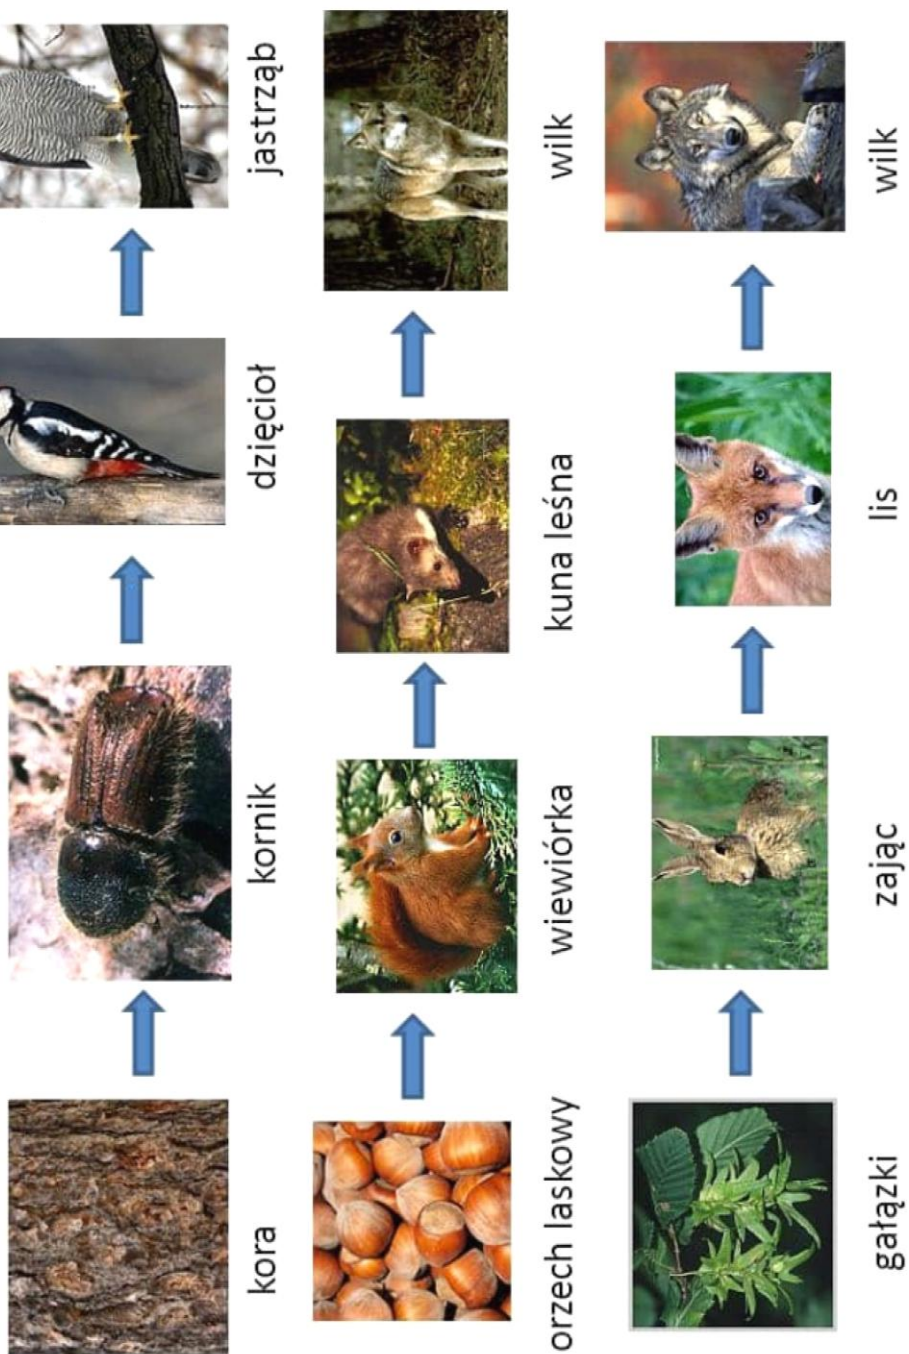 kora
kornik
dzięcioł
jastrząb
orzech laskowy
wiewiórka
kuna leśna
wilk
gałązki
zając
lis
wilk